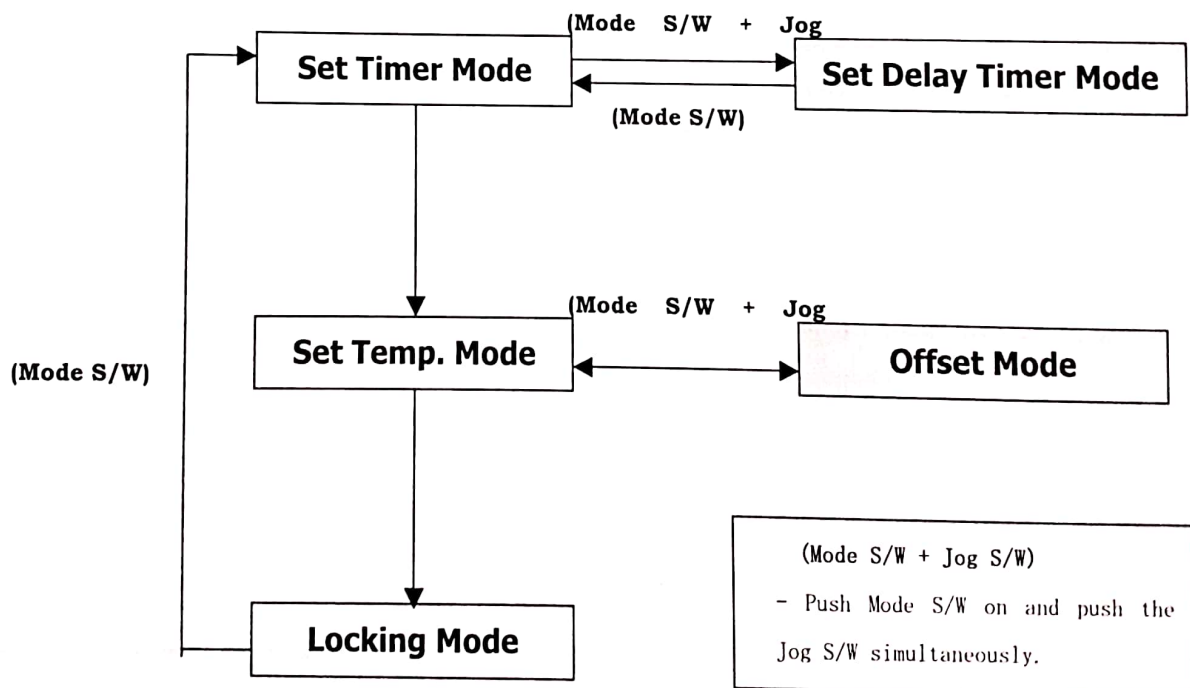 (Mode S/W + Jog
Set Timer Mode
Set Delay Timer Mode
(Mode S/W)
(Mode S/W + Jog
Set Temp. Mode
Offset Mode
(Mode S/W)
(Mode S/W + Jog S/W)
- Push Mode S/W on and push the
Jog S/W simultaneously.
Locking Mode